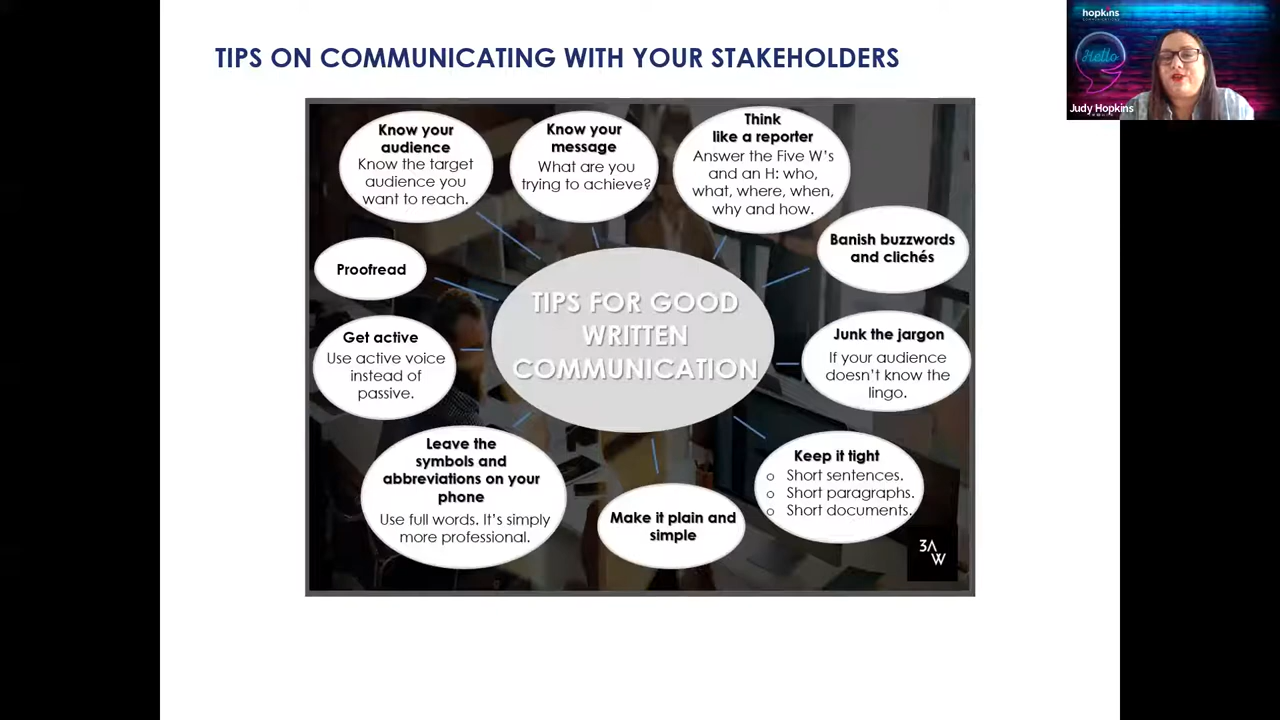 TIPS ON COMMUNICATING WITH YOUR STAKEHOLDERS
hopkins
Hello
Judy Hopkins
Know your
audience
Know the target
audience you
want to reach.
Know your
message
What are you
trying to achieve?
Think
like a reporter
Answer the Five W's
and an H: who,
what, where, when,
why and how.
Banish buzzwords
and clichés
Proofread
TIPS FOR GOOD
WRITTEN
COMMUNICATION
Get active
Use active voice
instead of
passive.
Junk the jargon
If your audience
doesn't know the
lingo.
Leave the
symbols and
abbreviations on your
phone
Use full words. It's simply
more professional.
Make it plain and
simple
Keep it tight
o Short sentences.
o Short paragraphs.
o Short documents.
3A
W